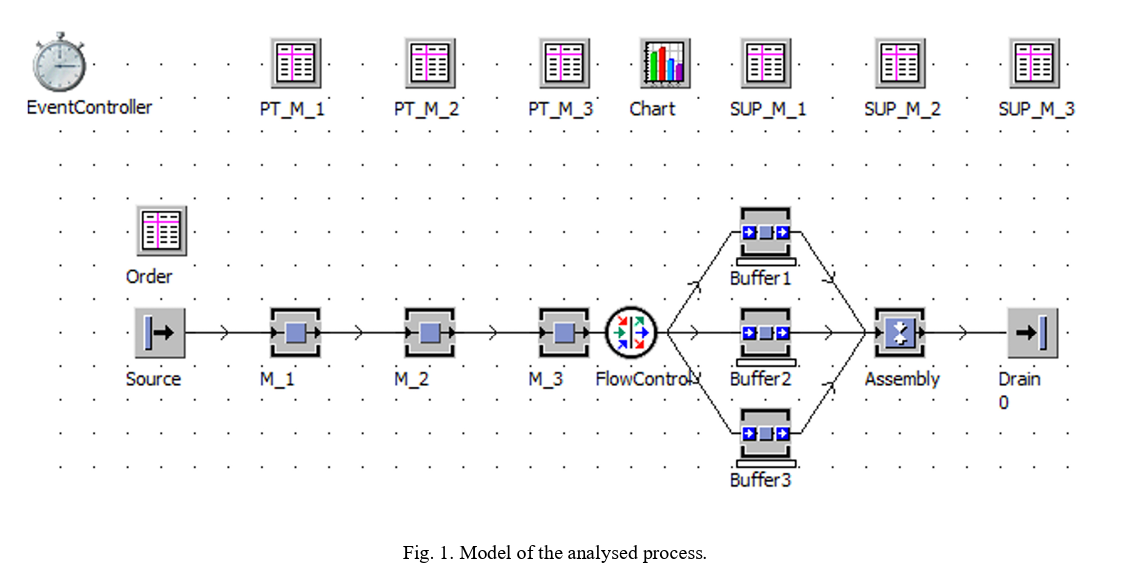 EventController
PT_M_1
PT_M_2
PT_M_3
Chart
SUP_M_1
SUP_M_2
SUP_M_3
Order
Buffer1
Source
M_1
M_2
M_3
FlowControl
Buffer2
Assembly
Drain
0
Buffer3
Fig. 1. Model of the analysed process.